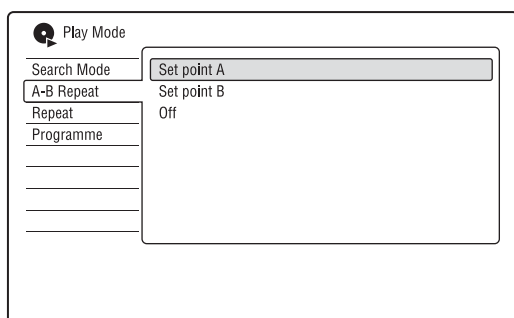 Play Mode
Search Mode
A-B Repeat
Repeat
Programme
Set point A
Set point B
Off